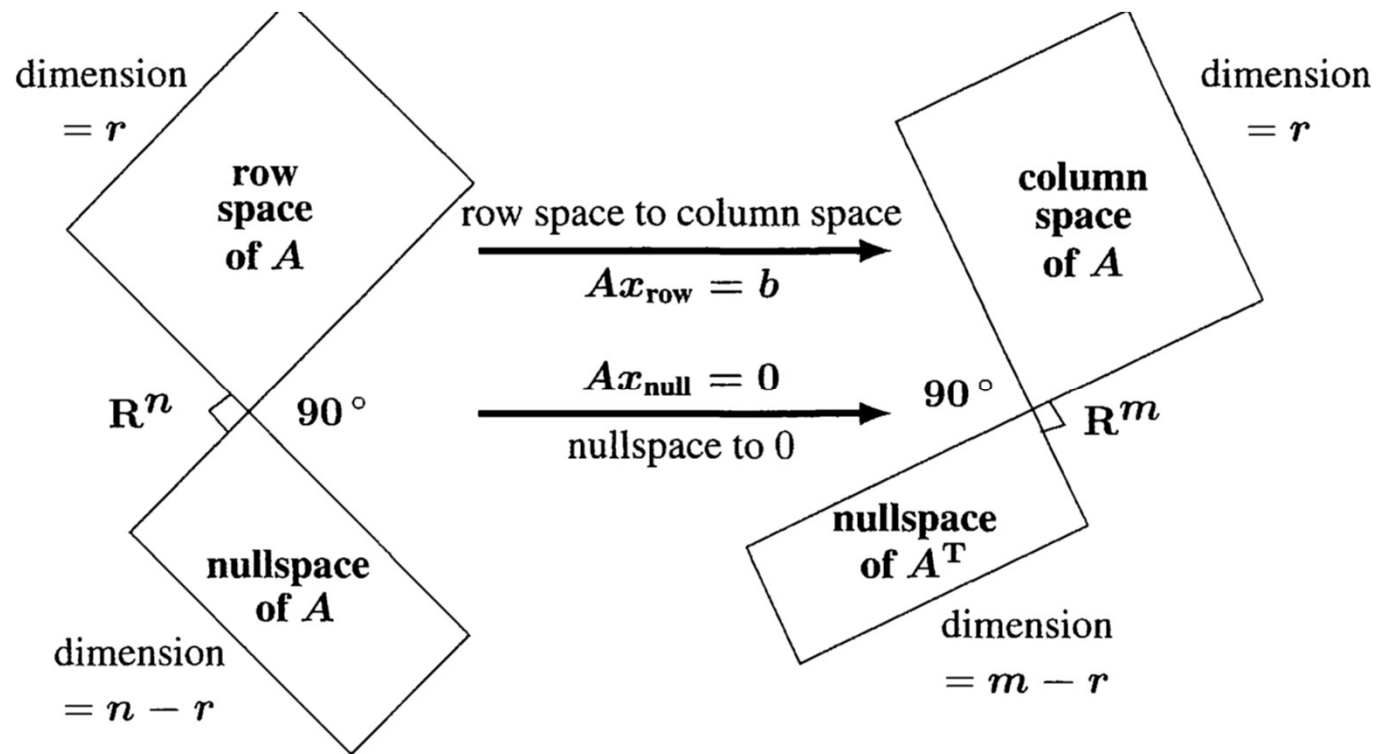 dimension
= r
row
space
of A
row space to column space
Ax_row = b
dimension
= r
column
space
of A
R^n
90°
Ax_null = 0
nullspace to 0
90°
R^m
nullspace
of A
dimension
= n − r
nullspace
of A^T
dimension
= m − r